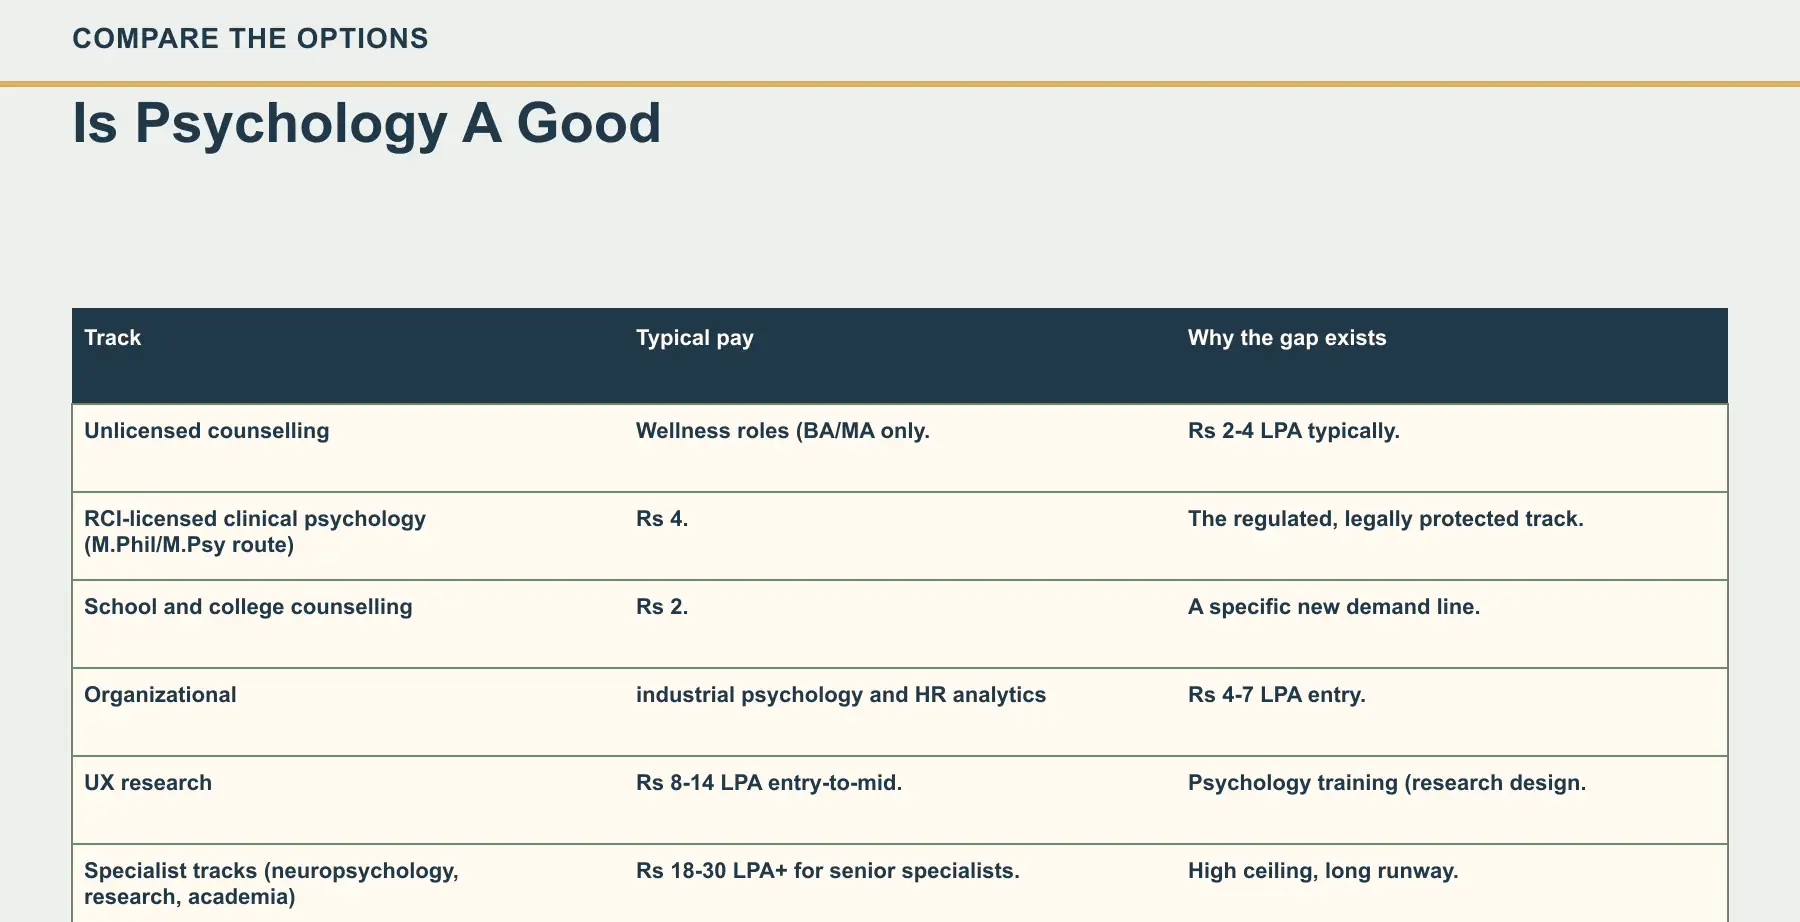 COMPARE THE OPTIONS
Is Psychology A Good
Track Typical pay Why the gap exists
Unlicensed counselling Wellness roles (BA/MA only. Rs 2-4 LPA typically.
RCI-licensed clinical psychology Rs 4. The regulated, legally protected track.
(M.Phil/M.Psy route)
School and college counselling Rs 2. A specific new demand line.
Organizational industrial psychology and HR analytics Rs 4-7 LPA entry.
UX research Rs 8-14 LPA entry-to-mid. Psychology training (research design.
Specialist tracks (neuropsychology, Rs 18-30 LPA+ for senior specialists. High ceiling, long runway.
research, academia)